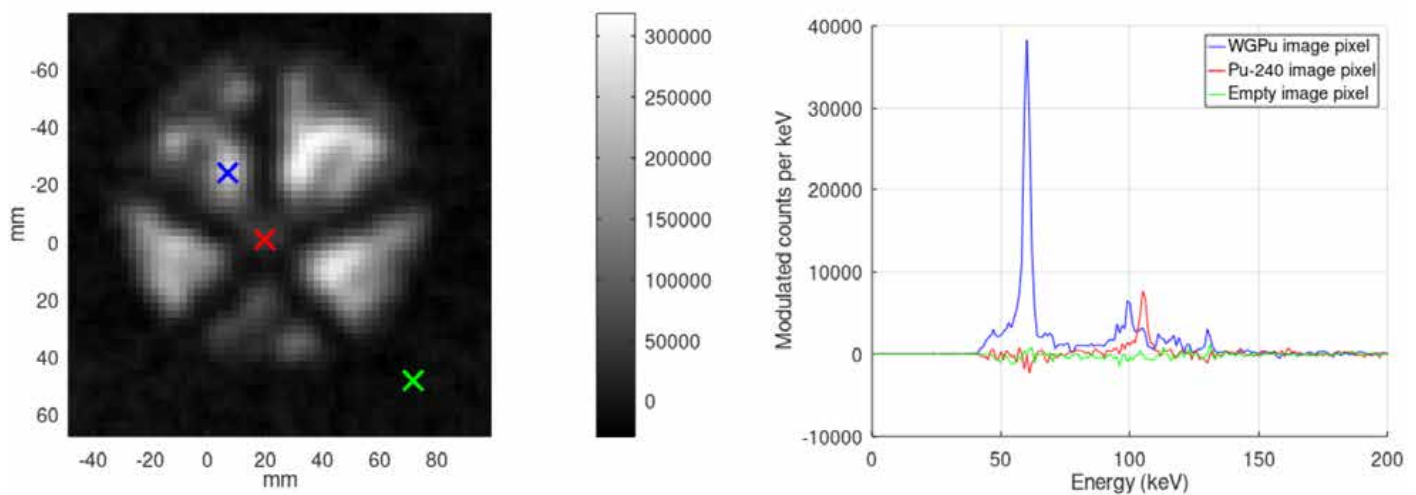 -60
-40
-20
0
20
40
60
mm
-40 -20 0 20 40 60 80
mm
300000
250000
200000
150000
100000
50000
0
40000
30000
20000
10000
0
-10000
Modulated counts per keV
WGPu image pixel
Pu-240 image pixel
Empty image pixel
0 50 100 150 200
Energy (keV)